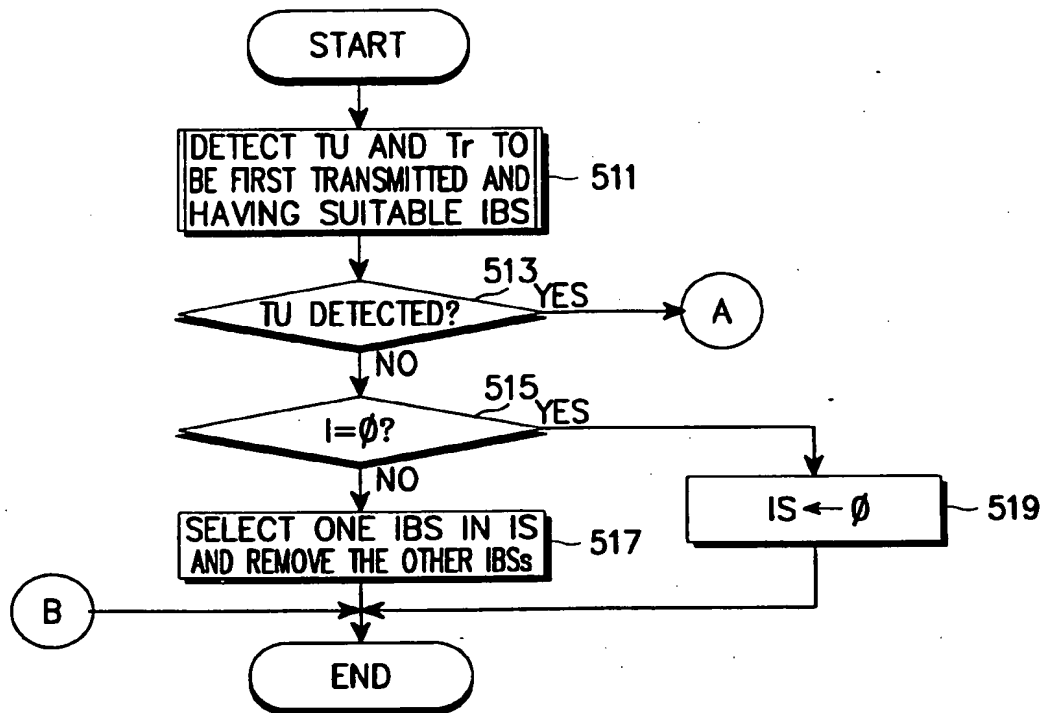 START
DETECT TU AND Tr TO
BE FIRST TRANSMITTED AND
HAVING SUITABLE IBS
511
513
YES
TU DETECTED?
A
NO
515
YES
I=Ø?
NO
IS ← Ø
519
SELECT ONE IBS IN IS
AND REMOVE THE OTHER IBSs
517
B
END